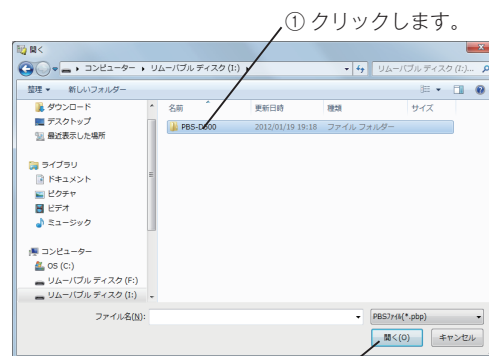 ① クリックします。
開く
コンピューター ▸ リムーバブル ディスク (I:) ▸
リムーバブル ディスク (I:)...
整理 新しいフォルダー
ダウンロード
デスクトップ
最近表示した場所
ライブラリ
ドキュメント
ピクチャ
ビデオ
ミュージック
コンピューター
OS (C:)
リムーバブル ディスク (F:)
リムーバブル ディスク (I:)
名前 更新日時 種類 サイズ
PBS-D600 2012/01/19 19:18 ファイル フォルダー
ファイル名(N): PBSﾌｧｲﾙ(*.pbp)
開く(O) キャンセル